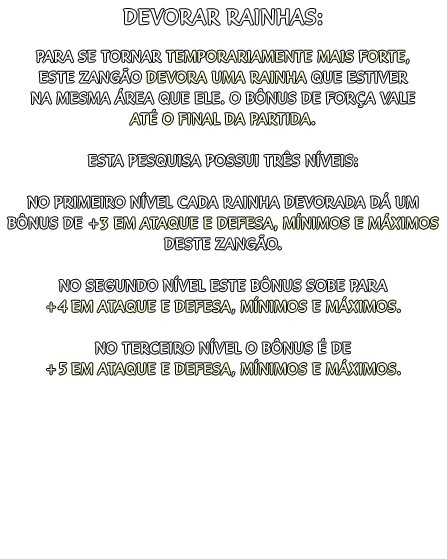 DEVORAR RAINHAS:
PARA SE TORNAR TEMPORARIAMENTE MAIS FORTE,
ESTE ZANGÃO DEVORA UMA RAINHA QUE ESTIVER
NA MESMA ÁREA QUE ELE. O BÔNUS DE FORÇA VALE
ATÉ O FINAL DA PARTIDA.
ESTA PESQUISA POSSUI TRÊS NÍVEIS:
NO PRIMEIRO NÍVEL CADA RAINHA DEVORADA DÁ UM
BÔNUS DE +3 EM ATAQUE E DEFESA, MÍNIMOS E MÁXIMOS
DESTE ZANGÃO.
NO SEGUNDO NÍVEL ESTE BÔNUS SOBE PARA
+4 EM ATAQUE E DEFESA, MÍNIMOS E MÁXIMOS.
NO TERCEIRO NÍVEL O BÔNUS É DE
+5 EM ATAQUE E DEFESA, MÍNIMOS E MÁXIMOS.